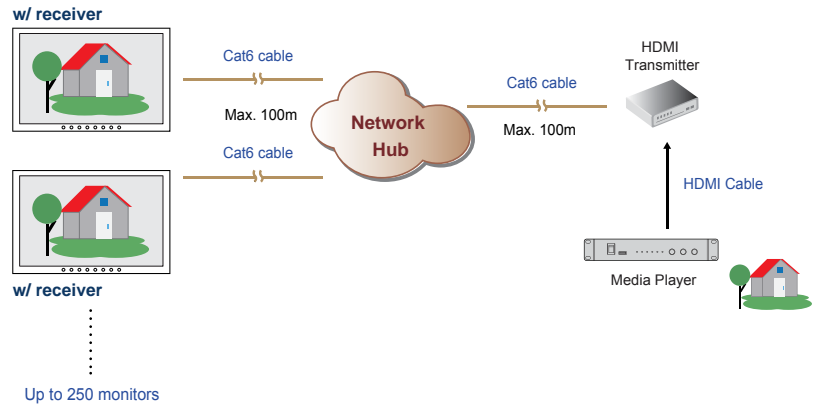 w/ receiver
Cat6 cable
Max. 100m
Cat6 cable
Network
Hub
Cat6 cable
Max. 100m
HDMI
Transmitter
HDMI Cable
Media Player
w/ receiver
Up to 250 monitors